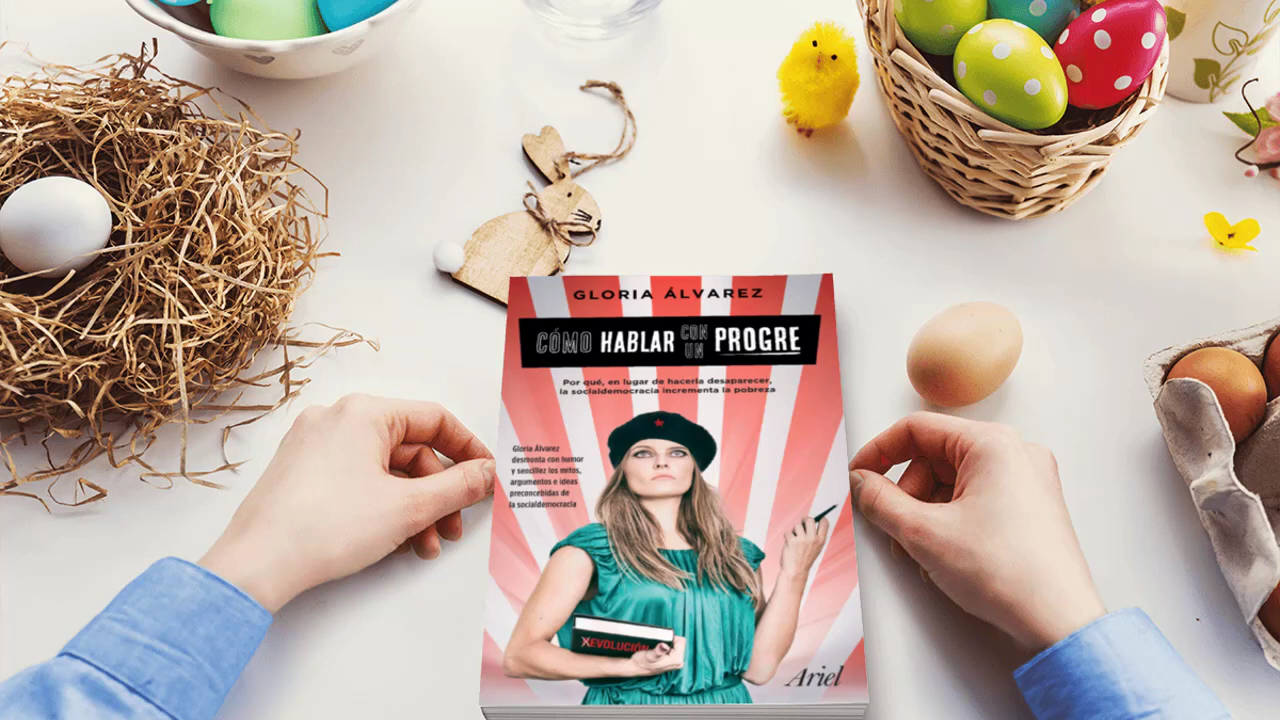 GLORIA ÁLVAREZ
CÓMO HABLAR CON UN PROGRE
Por qué, en lugar de hacerla desaparecer,
la socialdemocracia incrementa la pobreza
Gloria Álvarez
desmonta con humor
y sencillez los mitos,
argumentos e ideas
preconcebidas de
la socialdemocracia
XEVOLUCIÓN
Ariel